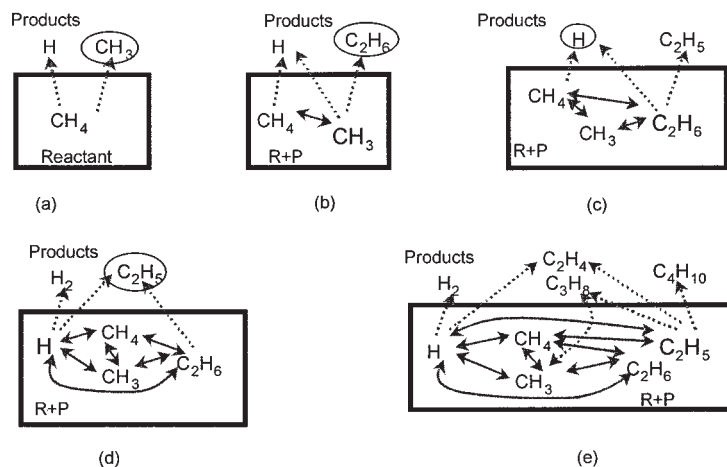 Products
H CH₃
CH₄
Reactant
(a)
Products
H C₂H₆
CH₄
CH₃
R+P
(b)
Products
H C₂H₅
CH₄
CH₃ C₂H₆
R+P
(c)
Products
H₂ C₂H₅
H CH₄
CH₃ C₂H₆
R+P
(d)
Products
H₂ C₂H₄ C₄H₁₀
C₃H₈
H CH₄ C₂H₅
CH₃ C₂H₆
R+P
(e)